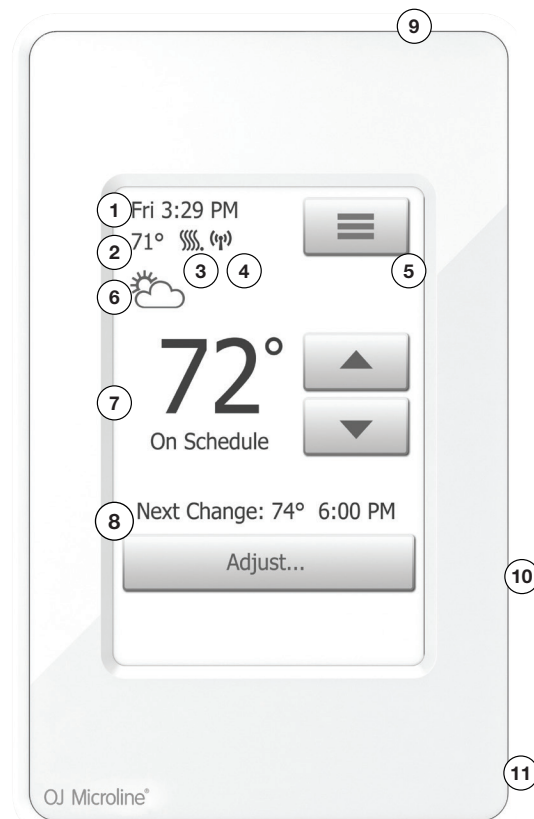 9
1 Fri 3:29 PM
2 71°
3 4
5
6
72°
7
On Schedule
8 Next Change: 74° 6:00 PM
Adjust...
10
11
OJ Microline®